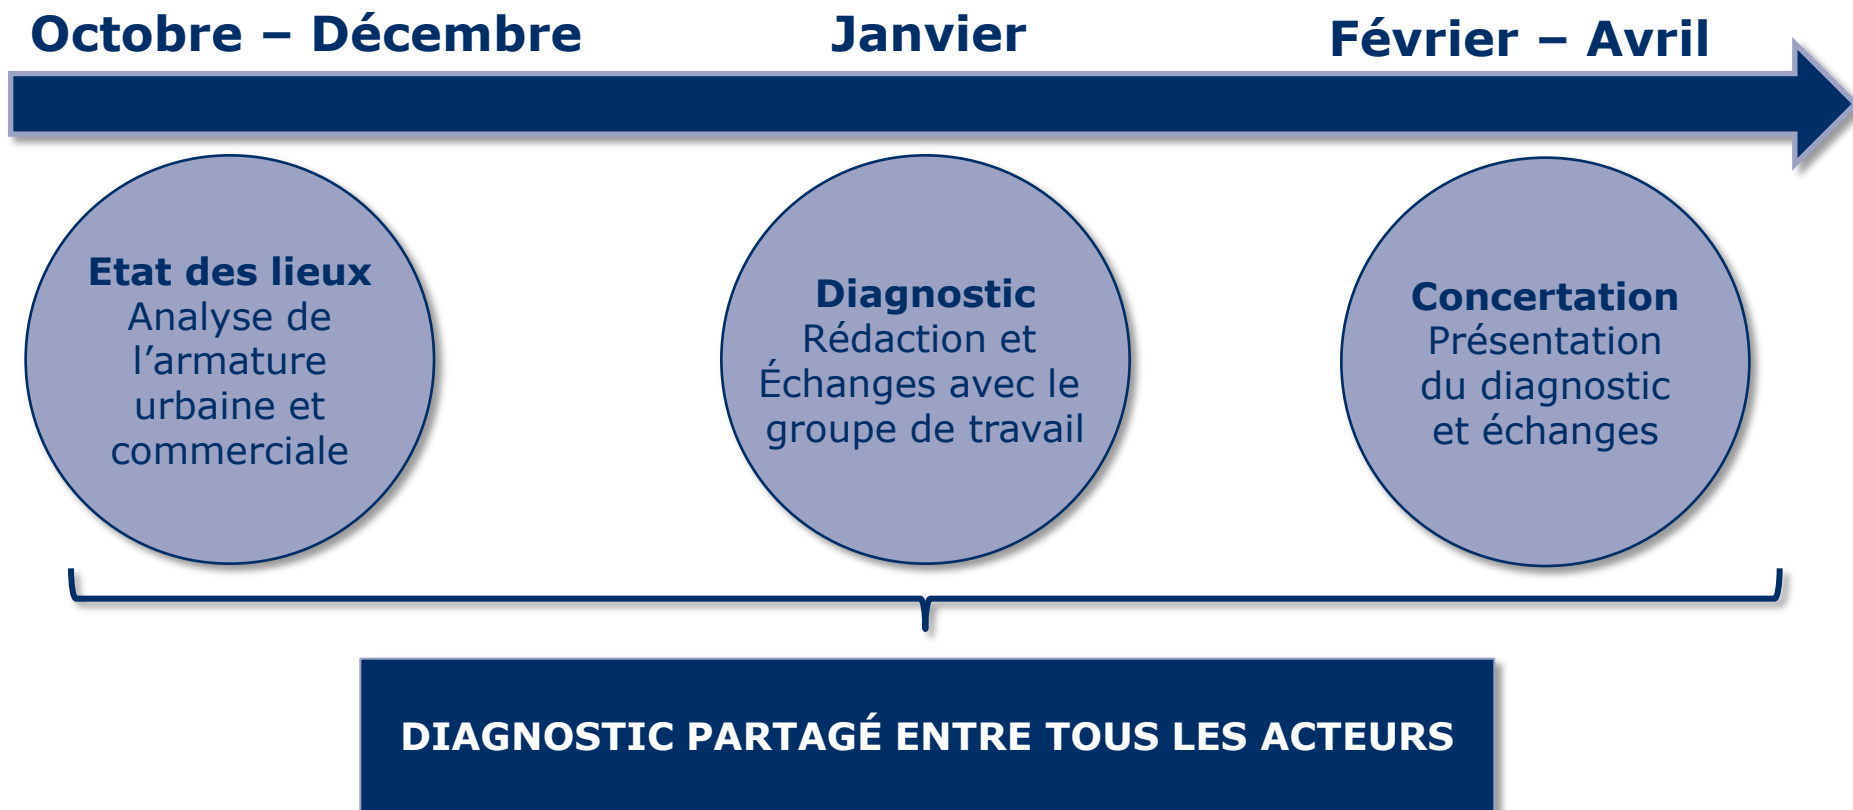 Octobre – Décembre
Janvier
Février – Avril
Etat des lieux
Analyse de
l’armature
urbaine et
commerciale
Diagnostic
Rédaction et
Échanges avec le
groupe de travail
Concertation
Présentation
du diagnostic
et échanges
DIAGNOSTIC PARTAGÉ ENTRE TOUS LES ACTEURS